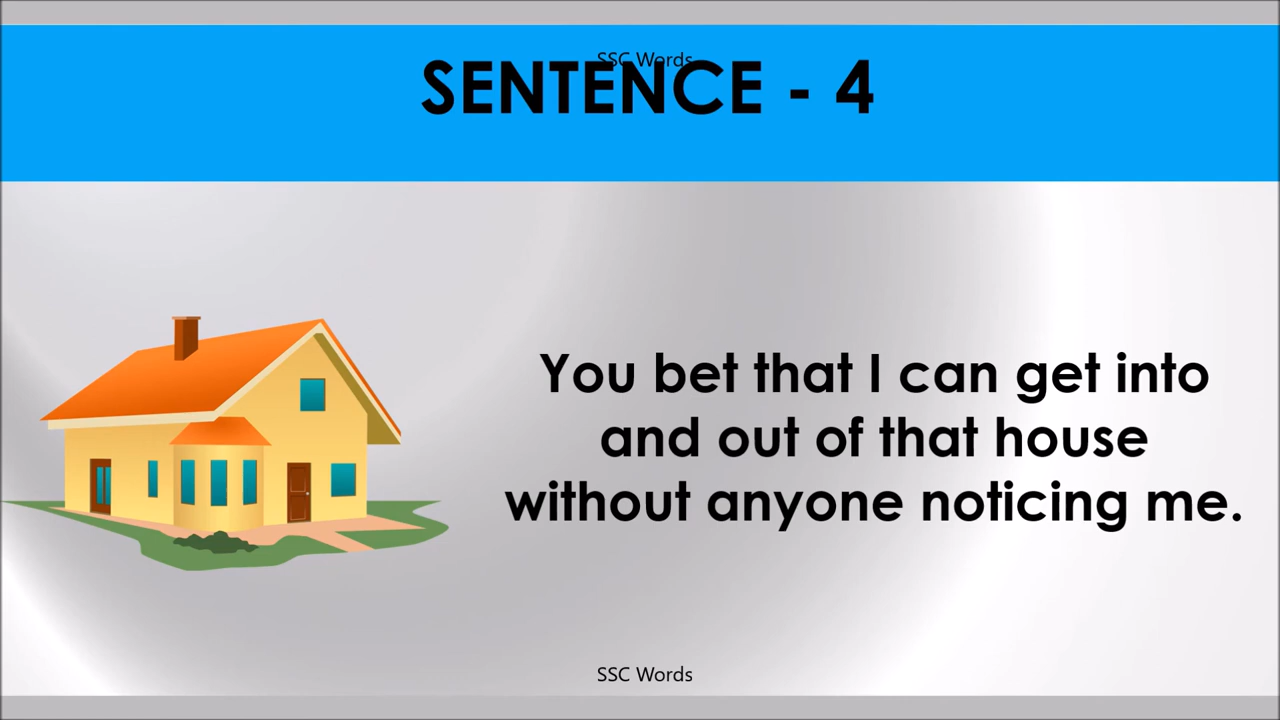 SSC Words
SENTENCE - 4
You bet that I can get into
and out of that house
without anyone noticing me.
SSC Words